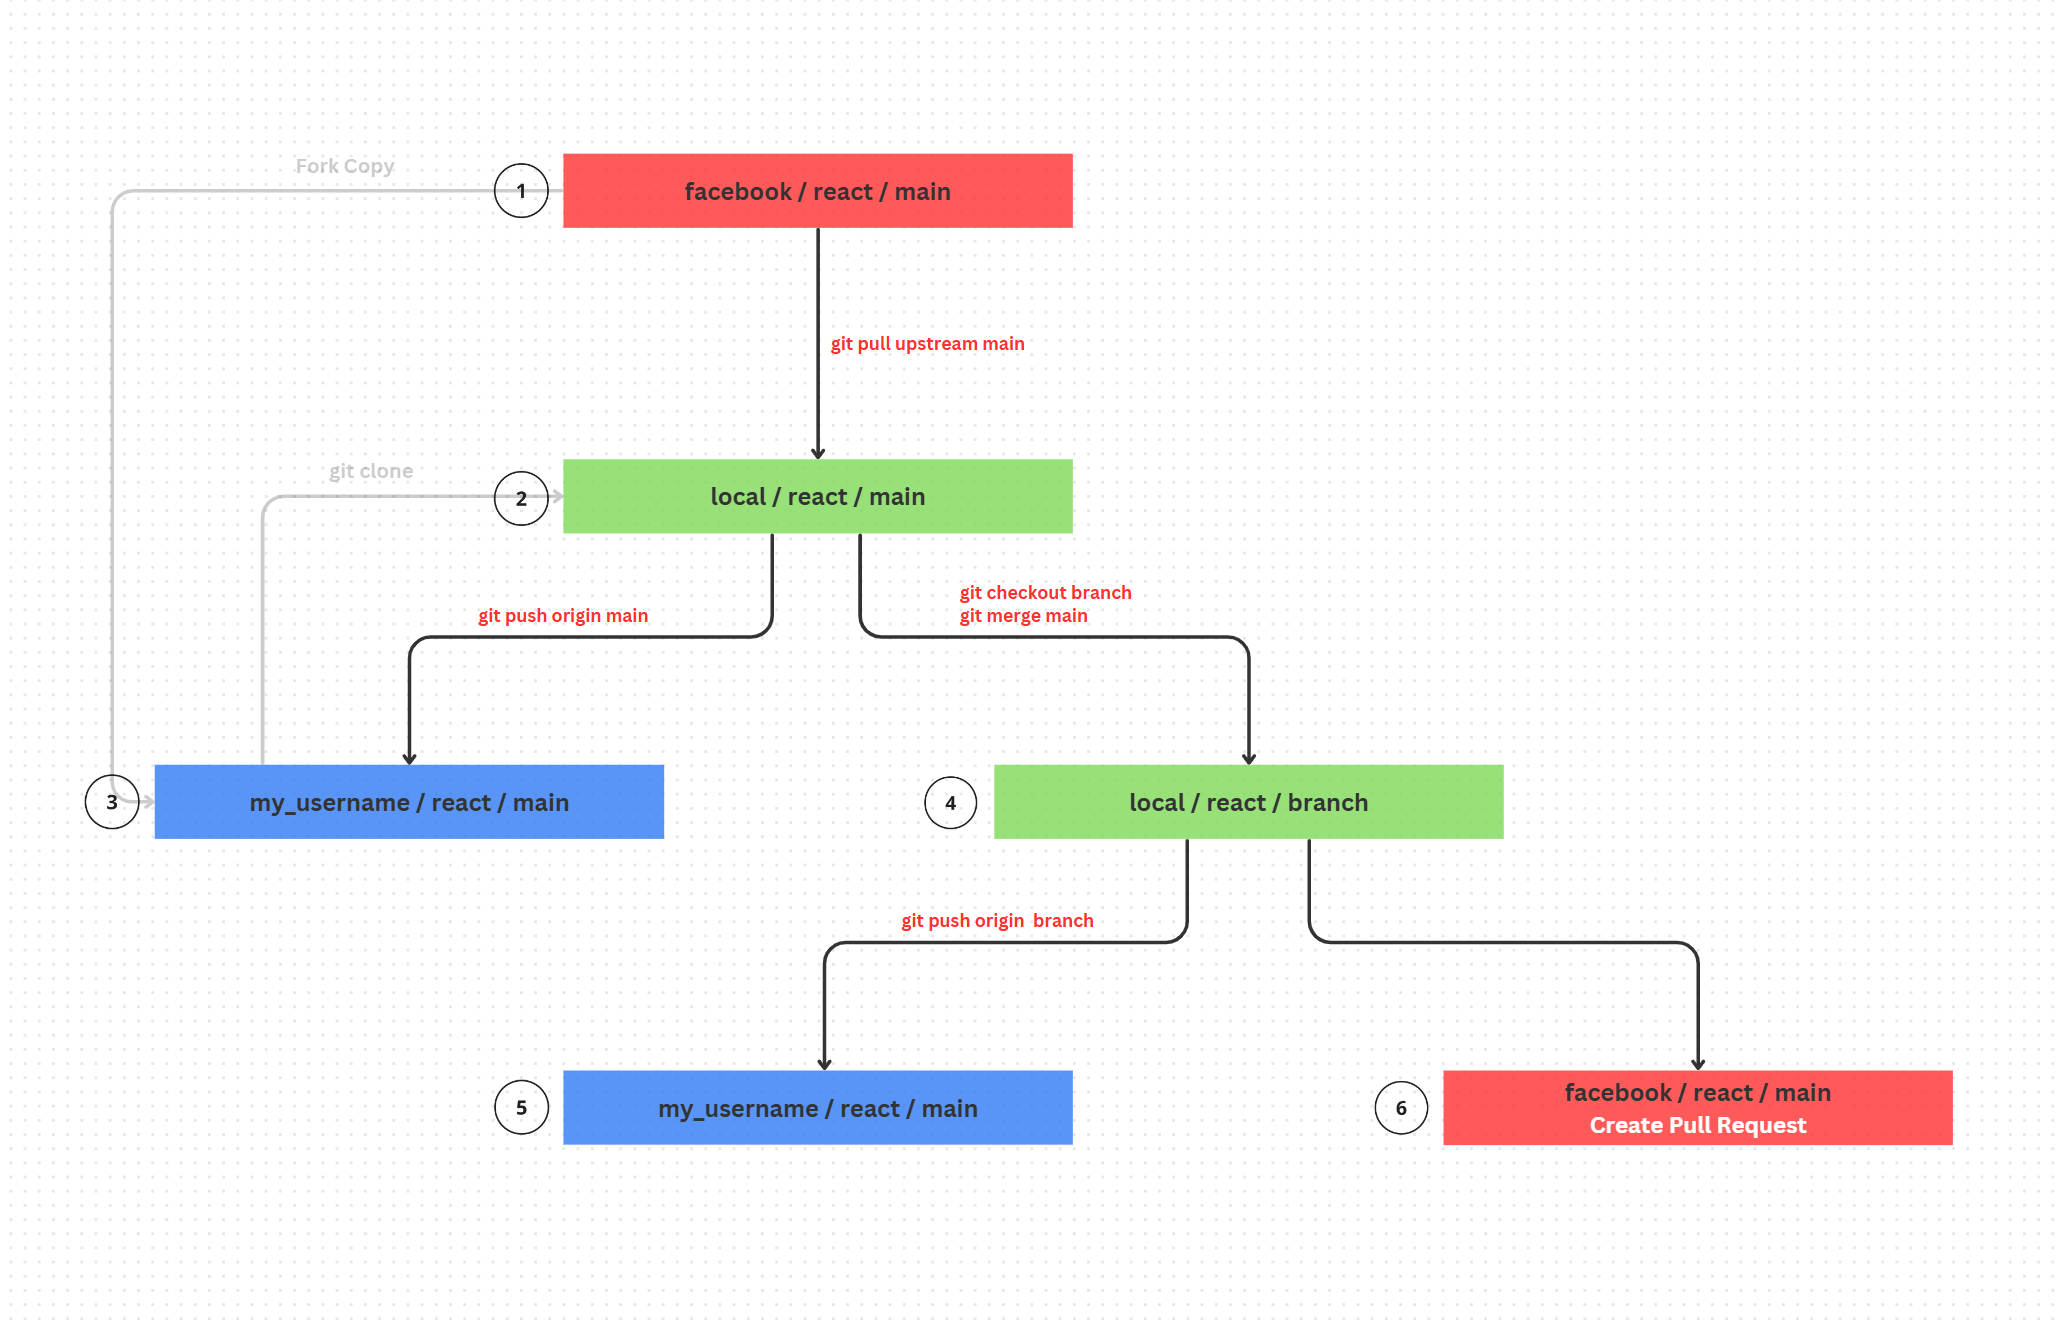 Fork Copy
1
facebook / react / main
git pull upstream main
git clone
2
local / react / main
git push origin main
git checkout branch
git merge main
3
my_username / react / main
4
local / react / branch
git push origin  branch
5
my_username / react / main
6
facebook / react / main
Create Pull Request